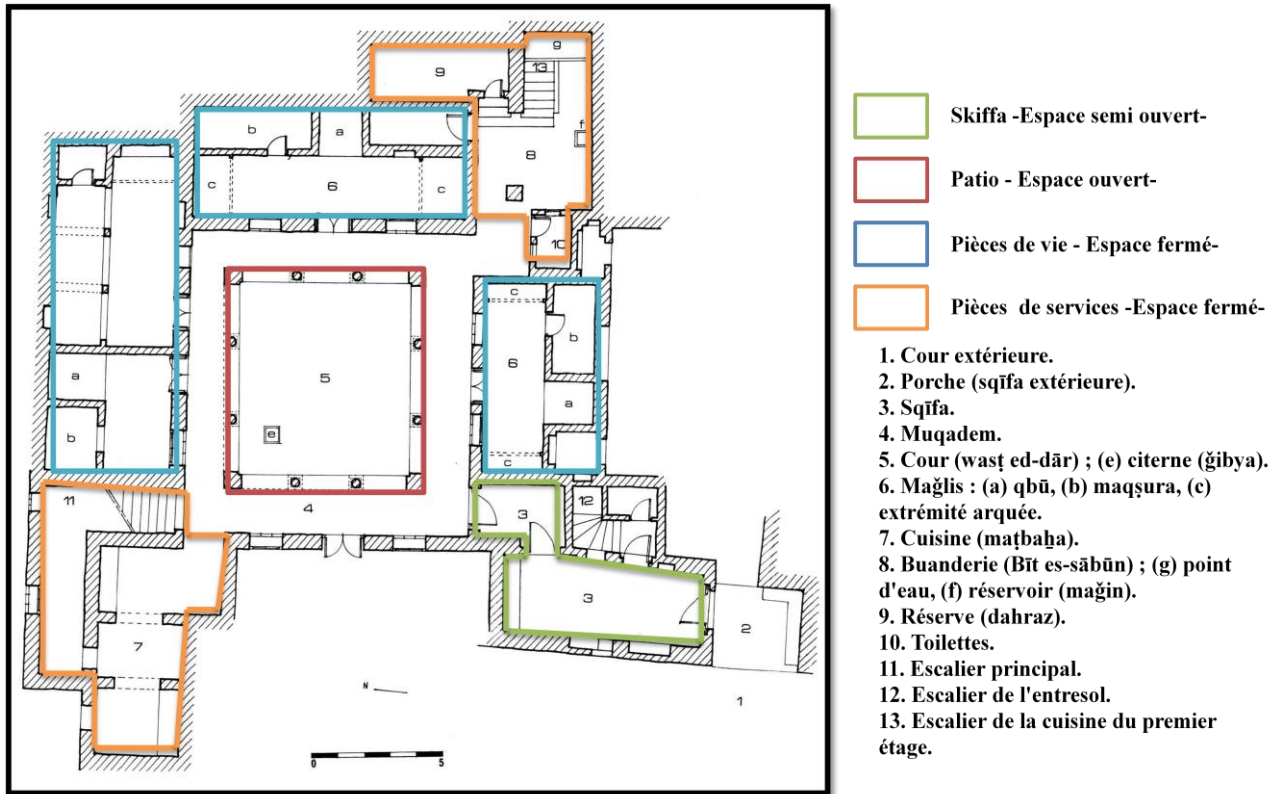 g
9
13
b
a
f
8
c
6
c
10
c
b
6
a
c
5
a
b
e
11
4
3
12
3
2
7
N
1
0
5
Skiffa -Espace semi ouvert-
Patio - Espace ouvert-
Pièces de vie - Espace fermé-
Pièces  de services -Espace fermé-
1. Cour extérieure.
2. Porche (sqīfa extérieure).
3. Sqīfa.
4. Muqadem.
5. Cour (wasṭ ed-dār) ; (e) citerne (ǧibya).
6. Maǧlis : (a) qbū, (b) maqṣura, (c)
extrémité arquée.
7. Cuisine (maṭbaḫa).
8. Buanderie (Bīt es-sābūn) ; (g) point
d'eau, (f) réservoir (maǧin).
9. Réserve (dahraz).
10. Toilettes.
11. Escalier principal.
12. Escalier de l'entresol.
13. Escalier de la cuisine du premier
étage.